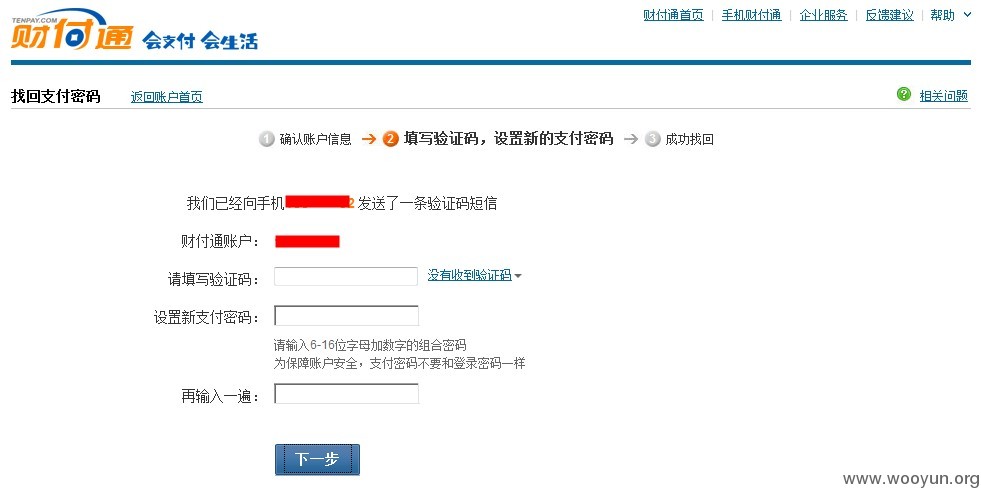 财付通首页 | 手机财付通 | 企业服务 | 反馈建议 | 帮助
TENPAY.COM
财付通 会支付 会生活
找回支付密码 返回账户首页 ? 相关问题
1 确认账户信息 → 2 填写验证码，设置新的支付密码 → 3 成功找回
我们已经向手机 2 发送了一条验证码短信
财付通账户：
请填写验证码： 没有收到验证码
设置新支付密码：
请输入6-16位字母加数字的组合密码
为保障账户安全，支付密码不要和登录密码一样
再输入一遍：
下一步
www.wooyun.org